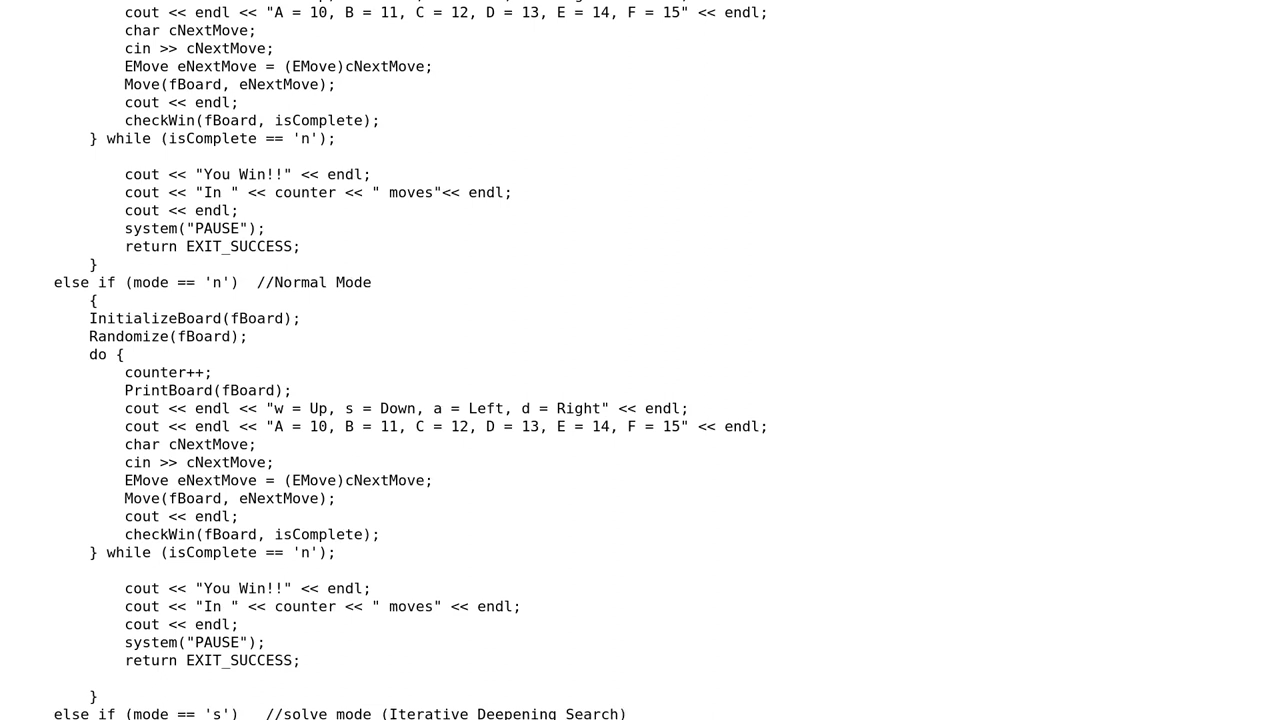 cout << endl << "A = 10, B = 11, C = 12, D = 13, E = 14, F = 15" << endl;
char cNextMove;
cin >> cNextMove;
EMove eNextMove = (EMove)cNextMove;
Move(fBoard, eNextMove);
cout << endl;
checkWin(fBoard, isComplete);
} while (isComplete == 'n');
cout << "You Win!!" << endl;
cout << "In " << counter << " moves"<< endl;
cout << endl;
system("PAUSE");
return EXIT_SUCCESS;
}
else if (mode == 'n')  //Normal Mode
{
InitializeBoard(fBoard);
Randomize(fBoard);
do {
counter++;
PrintBoard(fBoard);
cout << endl << "w = Up, s = Down, a = Left, d = Right" << endl;
cout << endl << "A = 10, B = 11, C = 12, D = 13, E = 14, F = 15" << endl;
char cNextMove;
cin >> cNextMove;
EMove eNextMove = (EMove)cNextMove;
Move(fBoard, eNextMove);
cout << endl;
checkWin(fBoard, isComplete);
} while (isComplete == 'n');
cout << "You Win!!" << endl;
cout << "In " << counter << " moves" << endl;
cout << endl;
system("PAUSE");
return EXIT_SUCCESS;
}
else if (mode == 's')   //solve mode (Iterative Deepening Search)